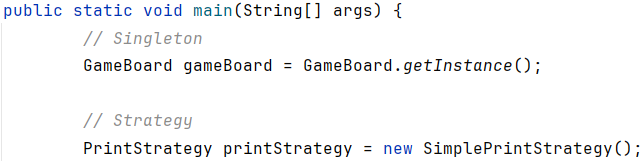 public static void main(String[] args) {
// Singleton
GameBoard gameBoard = GameBoard.getInstance();
// Strategy
PrintStrategy printStrategy = new SimplePrintStrategy();